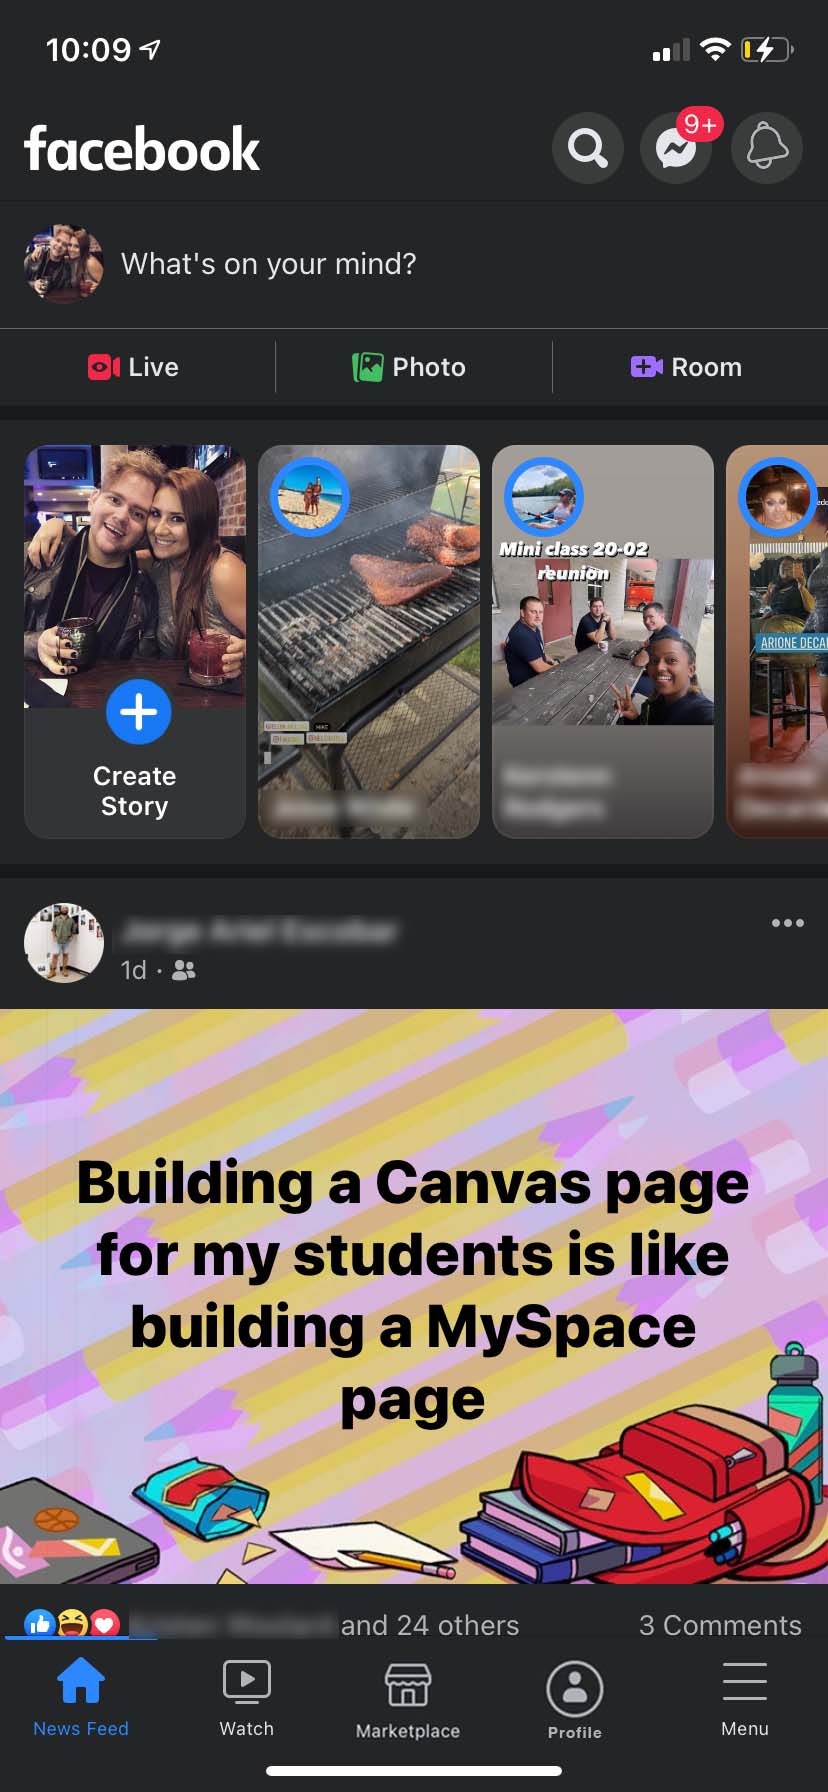 10:09
facebook
9+
What's on your mind?
Live
Photo
Room
Mini class 20-02
reunion
ARIONE DECA
Create
Story
1d
Building a Canvas page
for my students is like
building a MySpace
page
and 24 others
3 Comments
News Feed
Watch
Marketplace
Profile
Menu